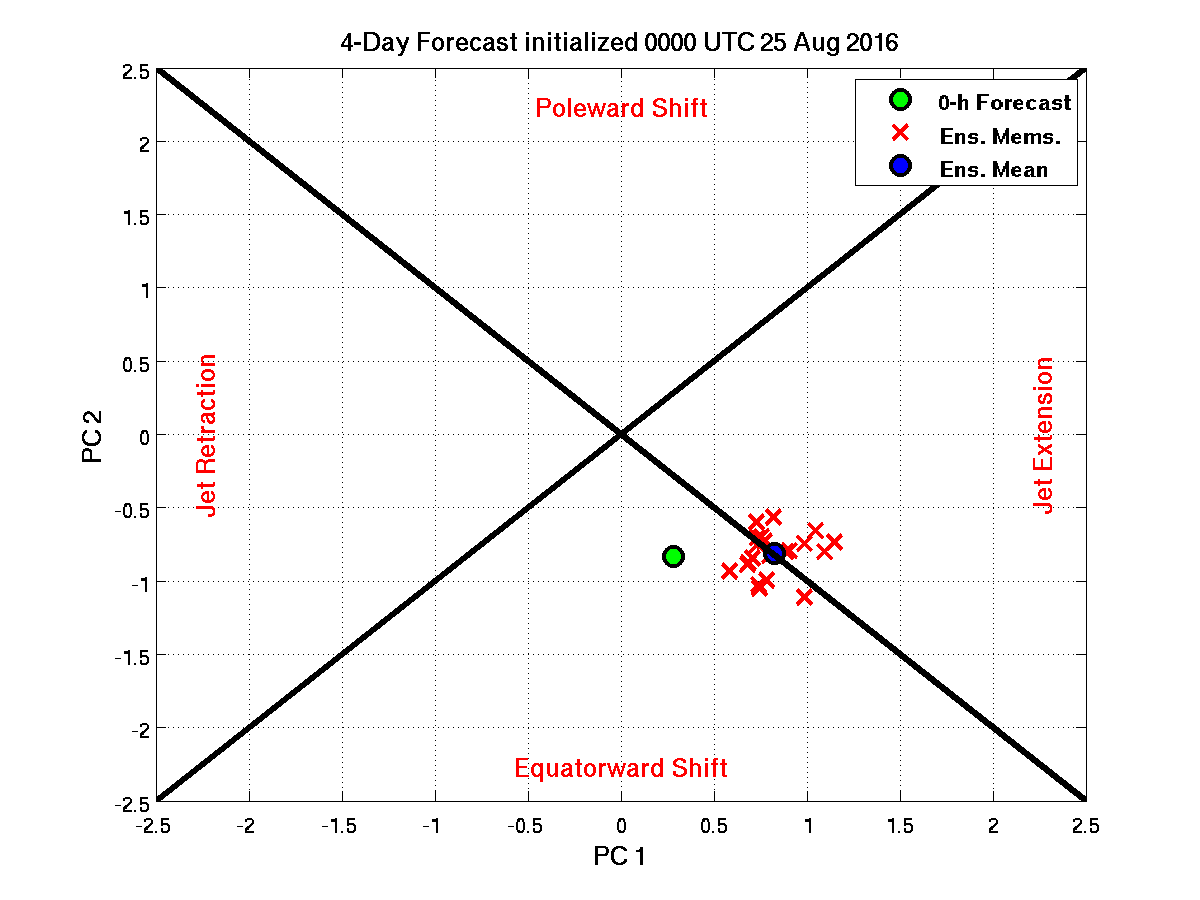 4-Day Forecast initialized 0000 UTC 25 Aug 2016
2.5
2
1.5
1
0.5
0
-0.5
-1
-1.5
-2
-2.5
PC 2
Poleward Shift
0-h Forecast
Ens. Mems.
Ens. Mean
Jet Retraction
Jet Extension
Equatorward Shift
-2.5 -2 -1.5 -1 -0.5 0 0.5 1 1.5 2 2.5
PC 1